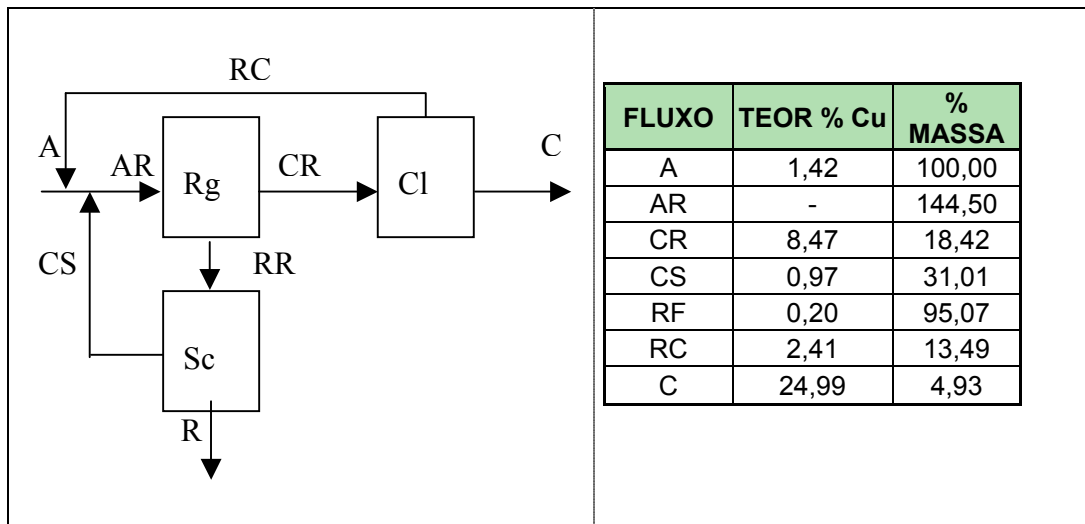 RC
A
AR
Rg
CR
Cl
C
CS
RR
Sc
R
FLUXO TEOR % Cu % MASSA
A 1,42 100,00
AR - 144,50
CR 8,47 18,42
CS 0,97 31,01
RF 0,20 95,07
RC 2,41 13,49
C 24,99 4,93